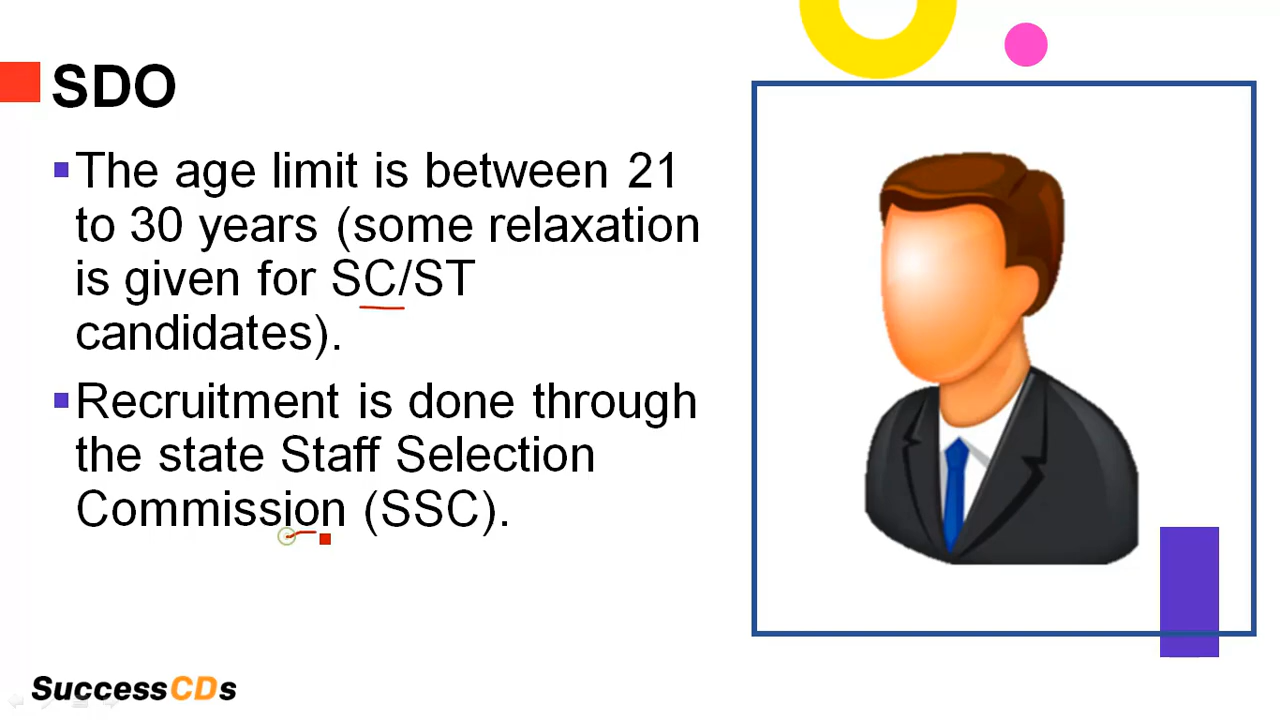 SDO
The age limit is between 21
to 30 years (some relaxation
is given for SC/ST
candidates).
Recruitment is done through
the state Staff Selection
Commission (SSC).
SuccessCDs